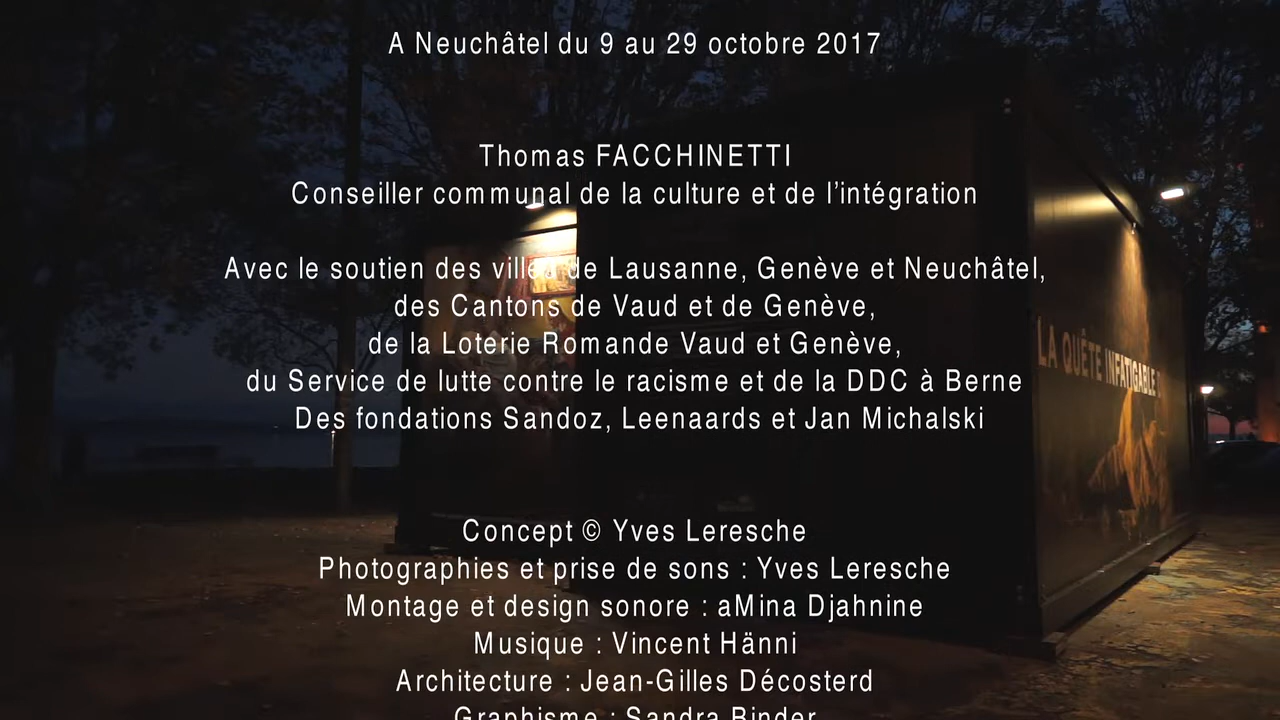 A Neuchâtel du 9 au 29 octobre 2017
Thomas FACCHINETTI
Conseiller communal de la culture et de l’intégration
Avec le soutien des villes de Lausanne, Genève et Neuchâtel,
des Cantons de Vaud et de Genève,
de la Loterie Romande Vaud et Genève,
du Service de lutte contre le racisme et de la DDC à Berne
Des fondations Sandoz, Leenaards et Jan Michalski
LA QUÊTE INFATIGABLE
Concept © Yves Leresche
Photographies et prise de sons : Yves Leresche
Montage et design sonore : aMina Djahnine
Musique : Vincent Hänni
Architecture : Jean-Gilles Décosterd
Graphisme : Sandra Binder